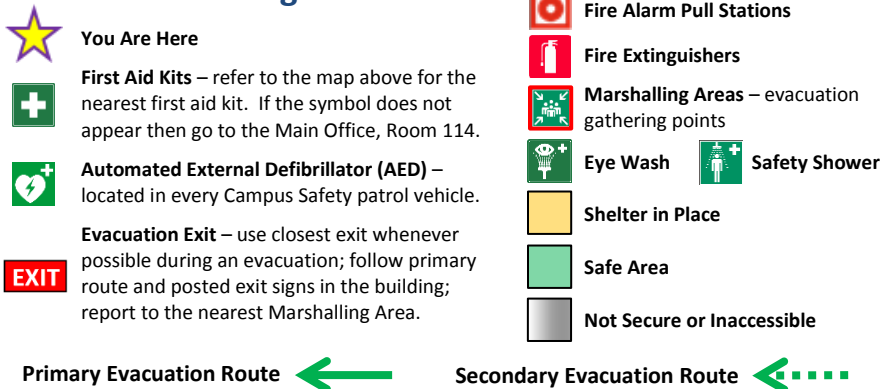 You Are Here
First Aid Kits – refer to the map above for the
nearest first aid kit.  If the symbol does not
appear then go to the Main Office, Room 114.
Automated External Defibrillator (AED) –
located in every Campus Safety patrol vehicle.
EXIT
Evacuation Exit – use closest exit whenever
possible during an evacuation; follow primary
route and posted exit signs in the building;
report to the nearest Marshalling Area.
Fire Alarm Pull Stations
Fire Extinguishers
Marshalling Areas – evacuation
gathering points
Eye Wash
Safety Shower
Shelter in Place
Safe Area
Not Secure or Inaccessible
Primary Evacuation Route
Secondary Evacuation Route